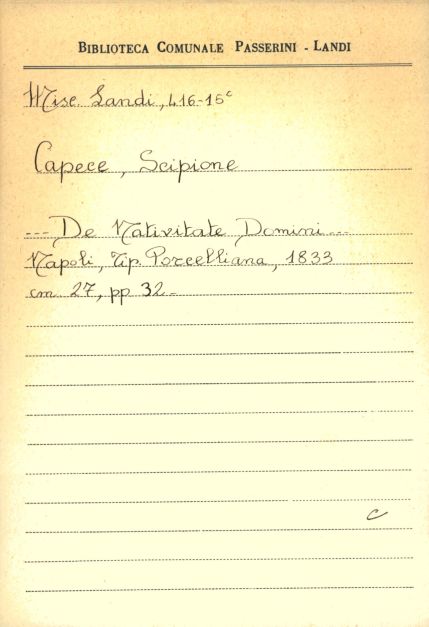 BIBLIOTECA COMUNALE PASSERINI - LANDI
Misc. Landi, 416-15c
Capece, Scipione
--- De Nativitate Domini ---
Napoli, Tip. Porcelliana, 1833
cm 27, pp 32 -
C